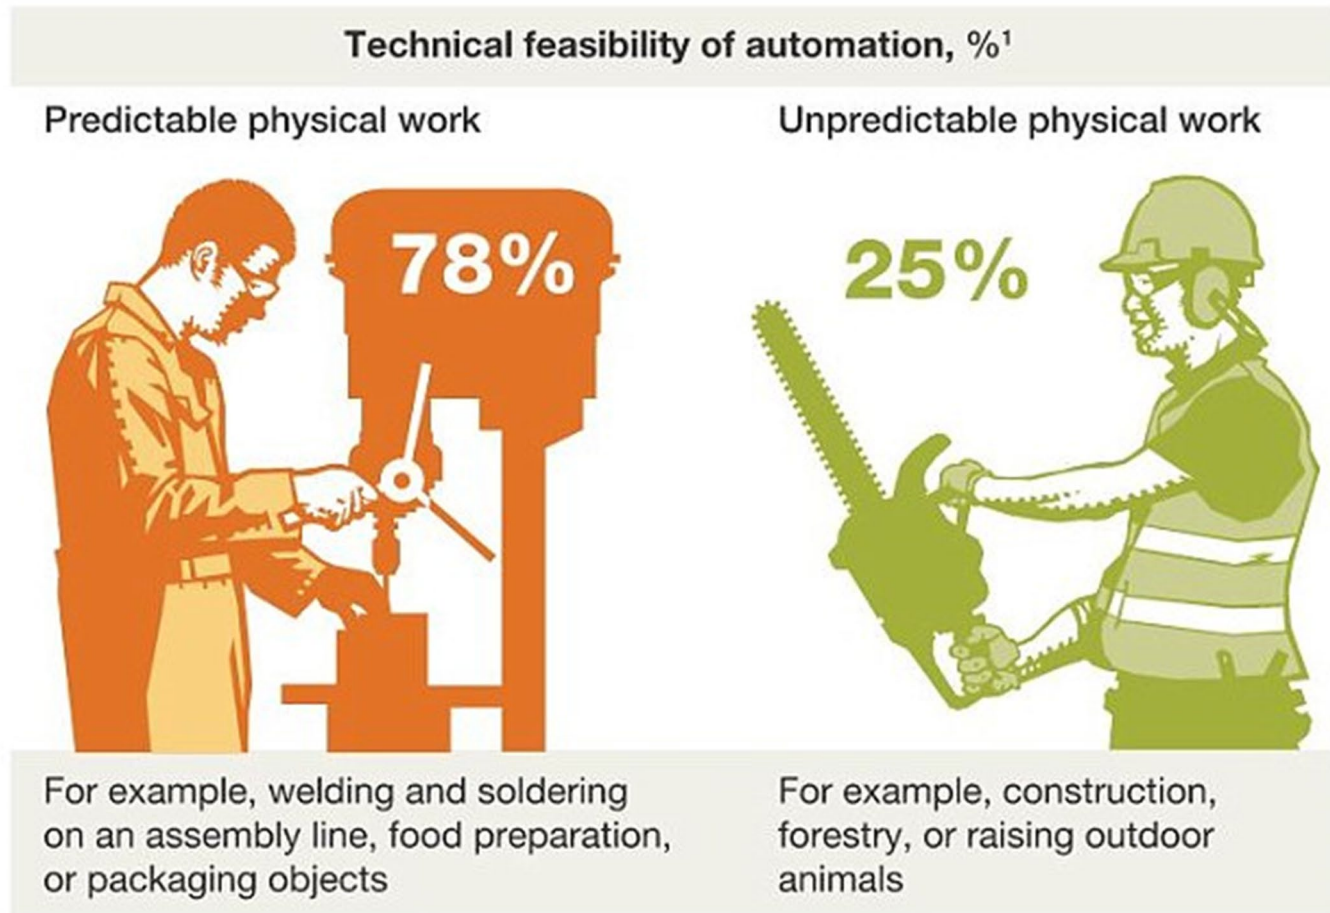 Technical feasibility of automation, %¹
Predictable physical work
Unpredictable physical work
78%
25%
For example, welding and soldering
on an assembly line, food preparation,
or packaging objects
For example, construction,
forestry, or raising outdoor
animals